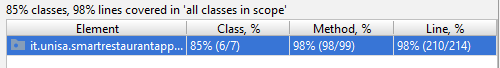 85% classes, 98% lines covered in 'all classes in scope'
Element Class, % Method, % Line, %
it.unisa.smartrestaurantapp... 85% (6/7) 98% (98/99) 98% (210/214)